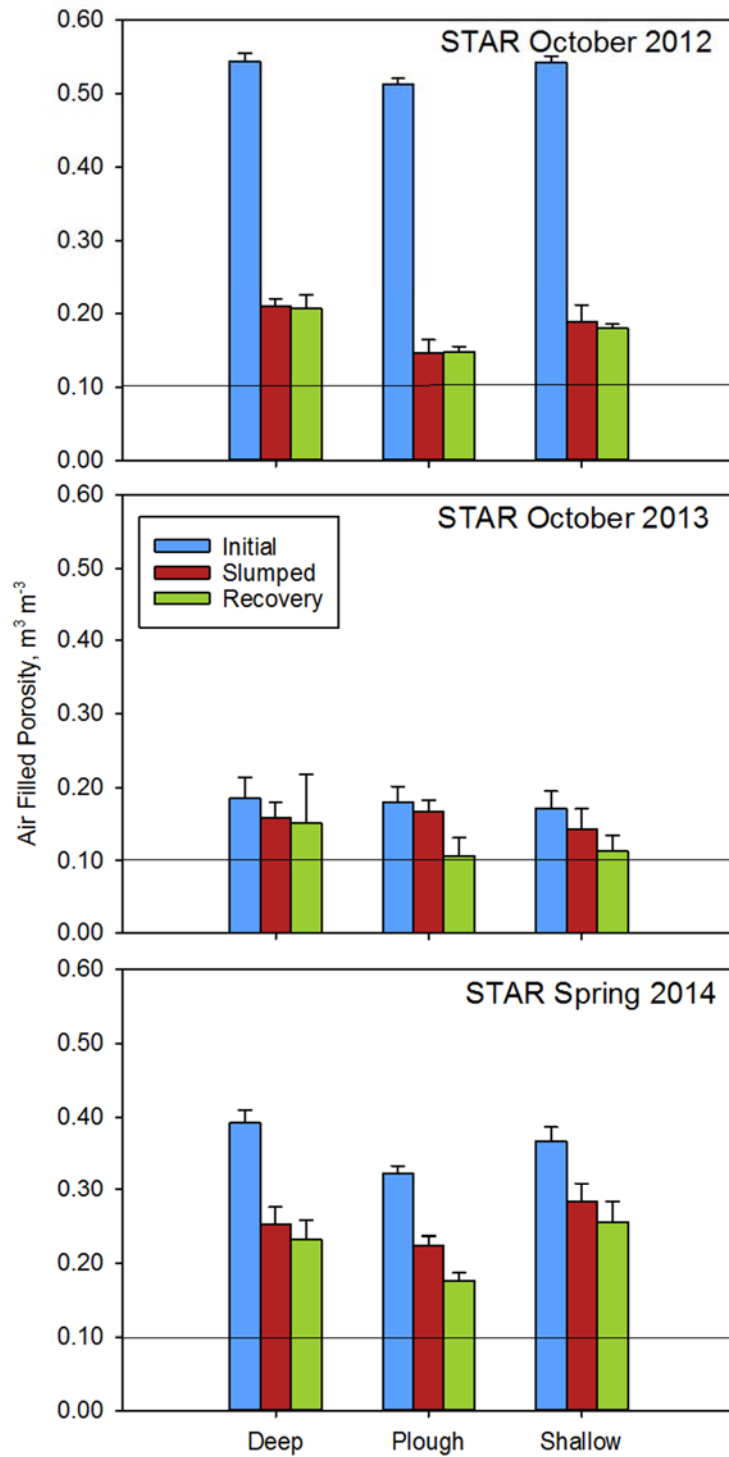 STAR October 2012
0.60
0.50
0.40
0.30
0.20
0.10
0.00
STAR October 2013
0.60
0.50
0.40
0.30
0.20
0.10
0.00
Initial
Slumped
Recovery
Air Filled Porosity, m³ m⁻³
STAR Spring 2014
0.60
0.50
0.40
0.30
0.20
0.10
0.00
Deep Plough Shallow